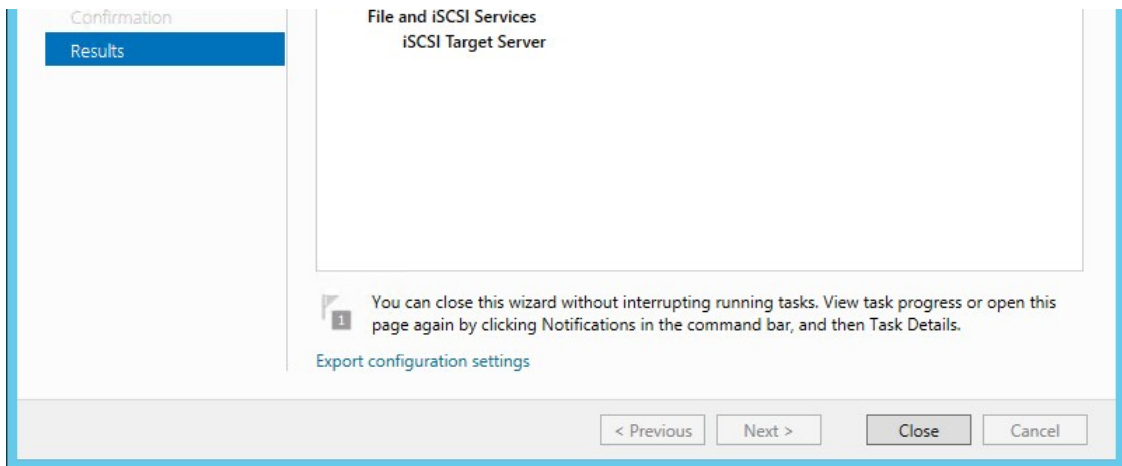 Confirmation
Results
File and iSCSI Services
iSCSI Target Server
1
You can close this wizard without interrupting running tasks. View task progress or open this
page again by clicking Notifications in the command bar, and then Task Details.
Export configuration settings
< Previous
Next >
Close
Cancel